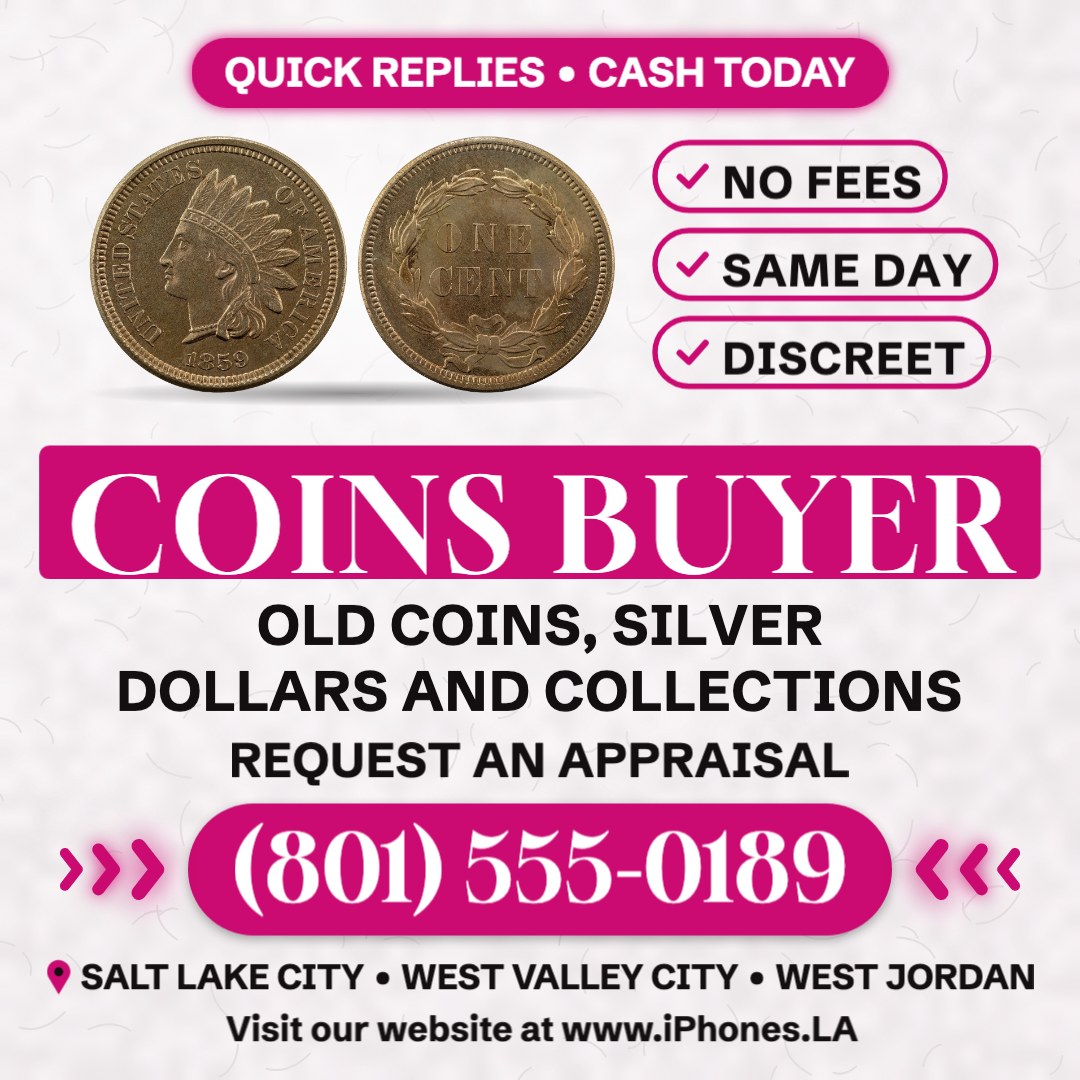 QUICK REPLIES • CASH TODAY
UNITED STATES OF AMERICA
1859
ONE
CENT
NO FEES
SAME DAY
DISCREET
COINS BUYER
OLD COINS, SILVER
DOLLARS AND COLLECTIONS
REQUEST AN APPRAISAL
(801) 555-0189
SALT LAKE CITY • WEST VALLEY CITY • WEST JORDAN
Visit our website at www.iPhones.LA